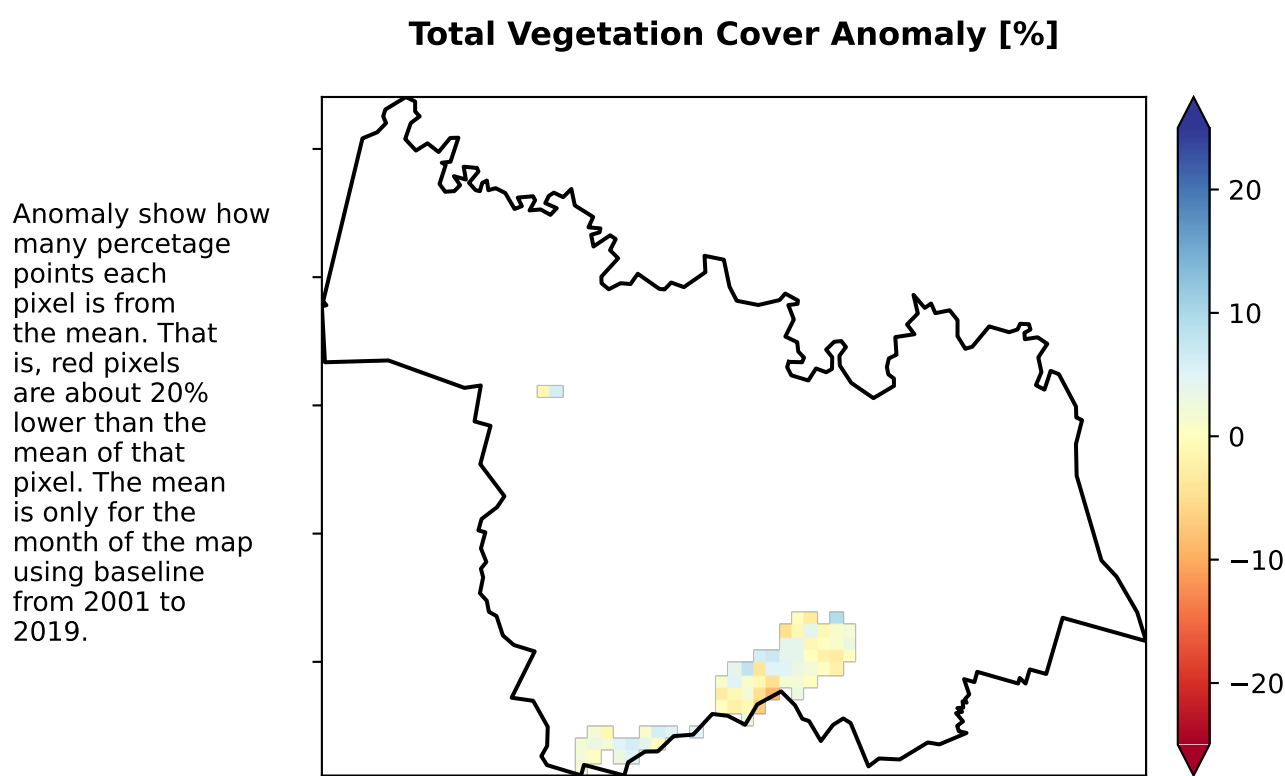 Total Vegetation Cover Anomaly [%]
Anomaly show how
many percetage
points each
pixel is from
the mean. That
is, red pixels
are about 20%
lower than the
mean of that
pixel. The mean
is only for the
month of the map
using baseline
from 2001 to
2019.
20
10
0
−10
−20